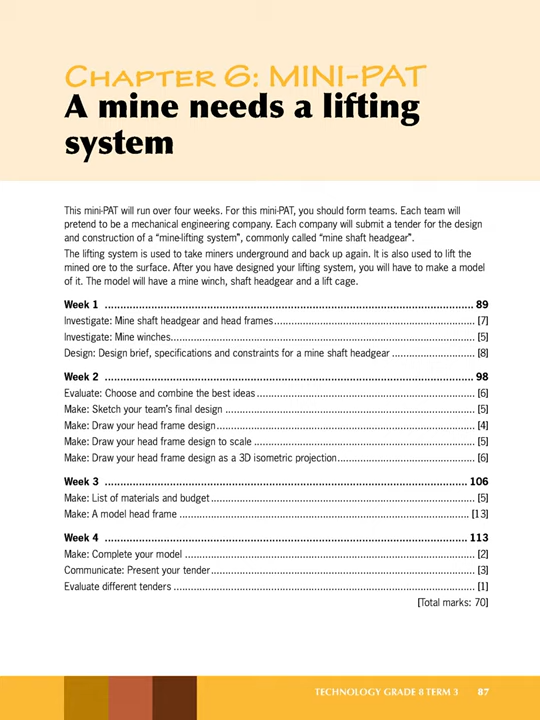 CHAPTER 6: MINI-PAT
A mine needs a lifting
system
This mini-PAT will run over four weeks. For this mini-PAT, you should form teams. Each team will
pretend to be a mechanical engineering company. Each company will submit a tender for the design
and construction of a “mine-lifting system”, commonly called “mine shaft headgear”.
The lifting system is used to take miners underground and back up again. It is also used to lift the
mined ore to the surface. After you have designed your lifting system, you will have to make a model
of it. The model will have a mine winch, shaft headgear and a lift cage.
Week 1 ........................................ 89
Investigate: Mine shaft headgear and head frames ........................................ [7]
Investigate: Mine winches ........................................ [5]
Design: Design brief, specifications and constraints for a mine shaft headgear ........................................ [8]
Week 2 ........................................ 98
Evaluate: Choose and combine the best ideas ........................................ [6]
Make: Sketch your team’s final design ........................................ [5]
Make: Draw your head frame design ........................................ [4]
Make: Draw your head frame design to scale ........................................ [5]
Make: Draw your head frame design as a 3D isometric projection ........................................ [6]
Week 3 ........................................ 106
Make: List of materials and budget ........................................ [5]
Make: A model head frame ........................................ [13]
Week 4 ........................................ 113
Make: Complete your model ........................................ [2]
Communicate: Present your tender ........................................ [3]
Evaluate different tenders ........................................ [1]
[Total marks: 70]
TECHNOLOGY GRADE 8 TERM 3 87